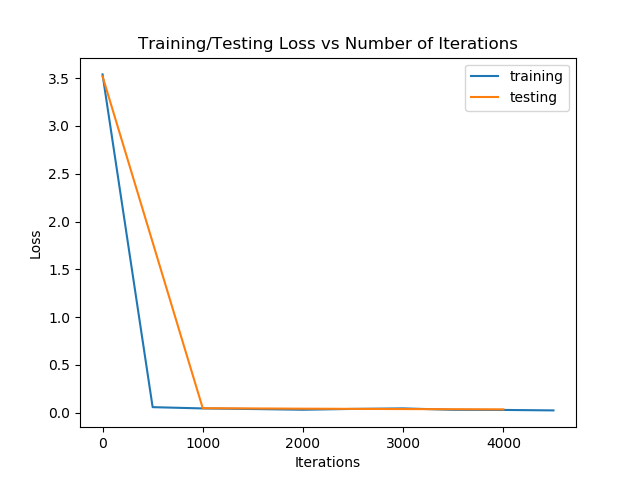 Training/Testing Loss vs Number of Iterations
training
testing
3.5
3.0
2.5
2.0
1.5
1.0
0.5
0.0
Loss
0 1000 2000 3000 4000
Iterations